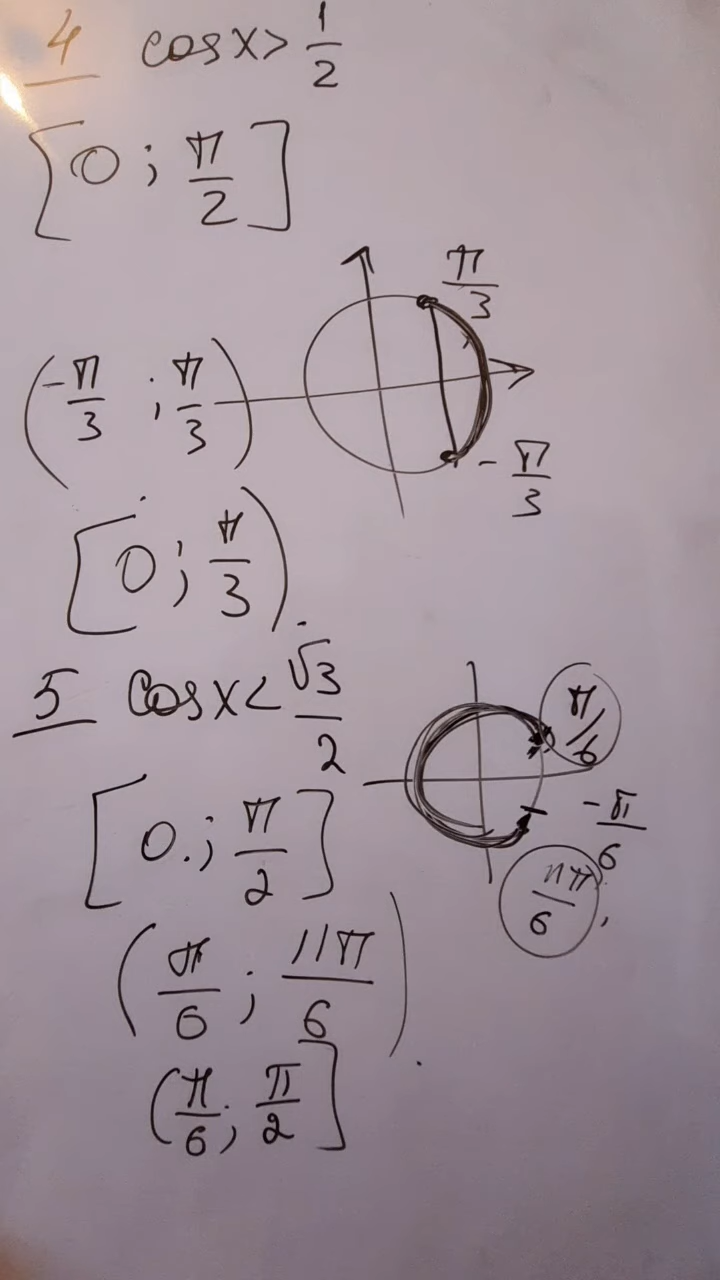 4 cosx > 1/2
[0 ; π/2]
π/3
(-π/3 ; π/3)
-π/3
[0 ; π/3).
5 cosx < √3/2
π/6
[0.; π/2]
-π/6
11π/6,
(π/6 ; 11π/6)
(π/6 ; π/2]